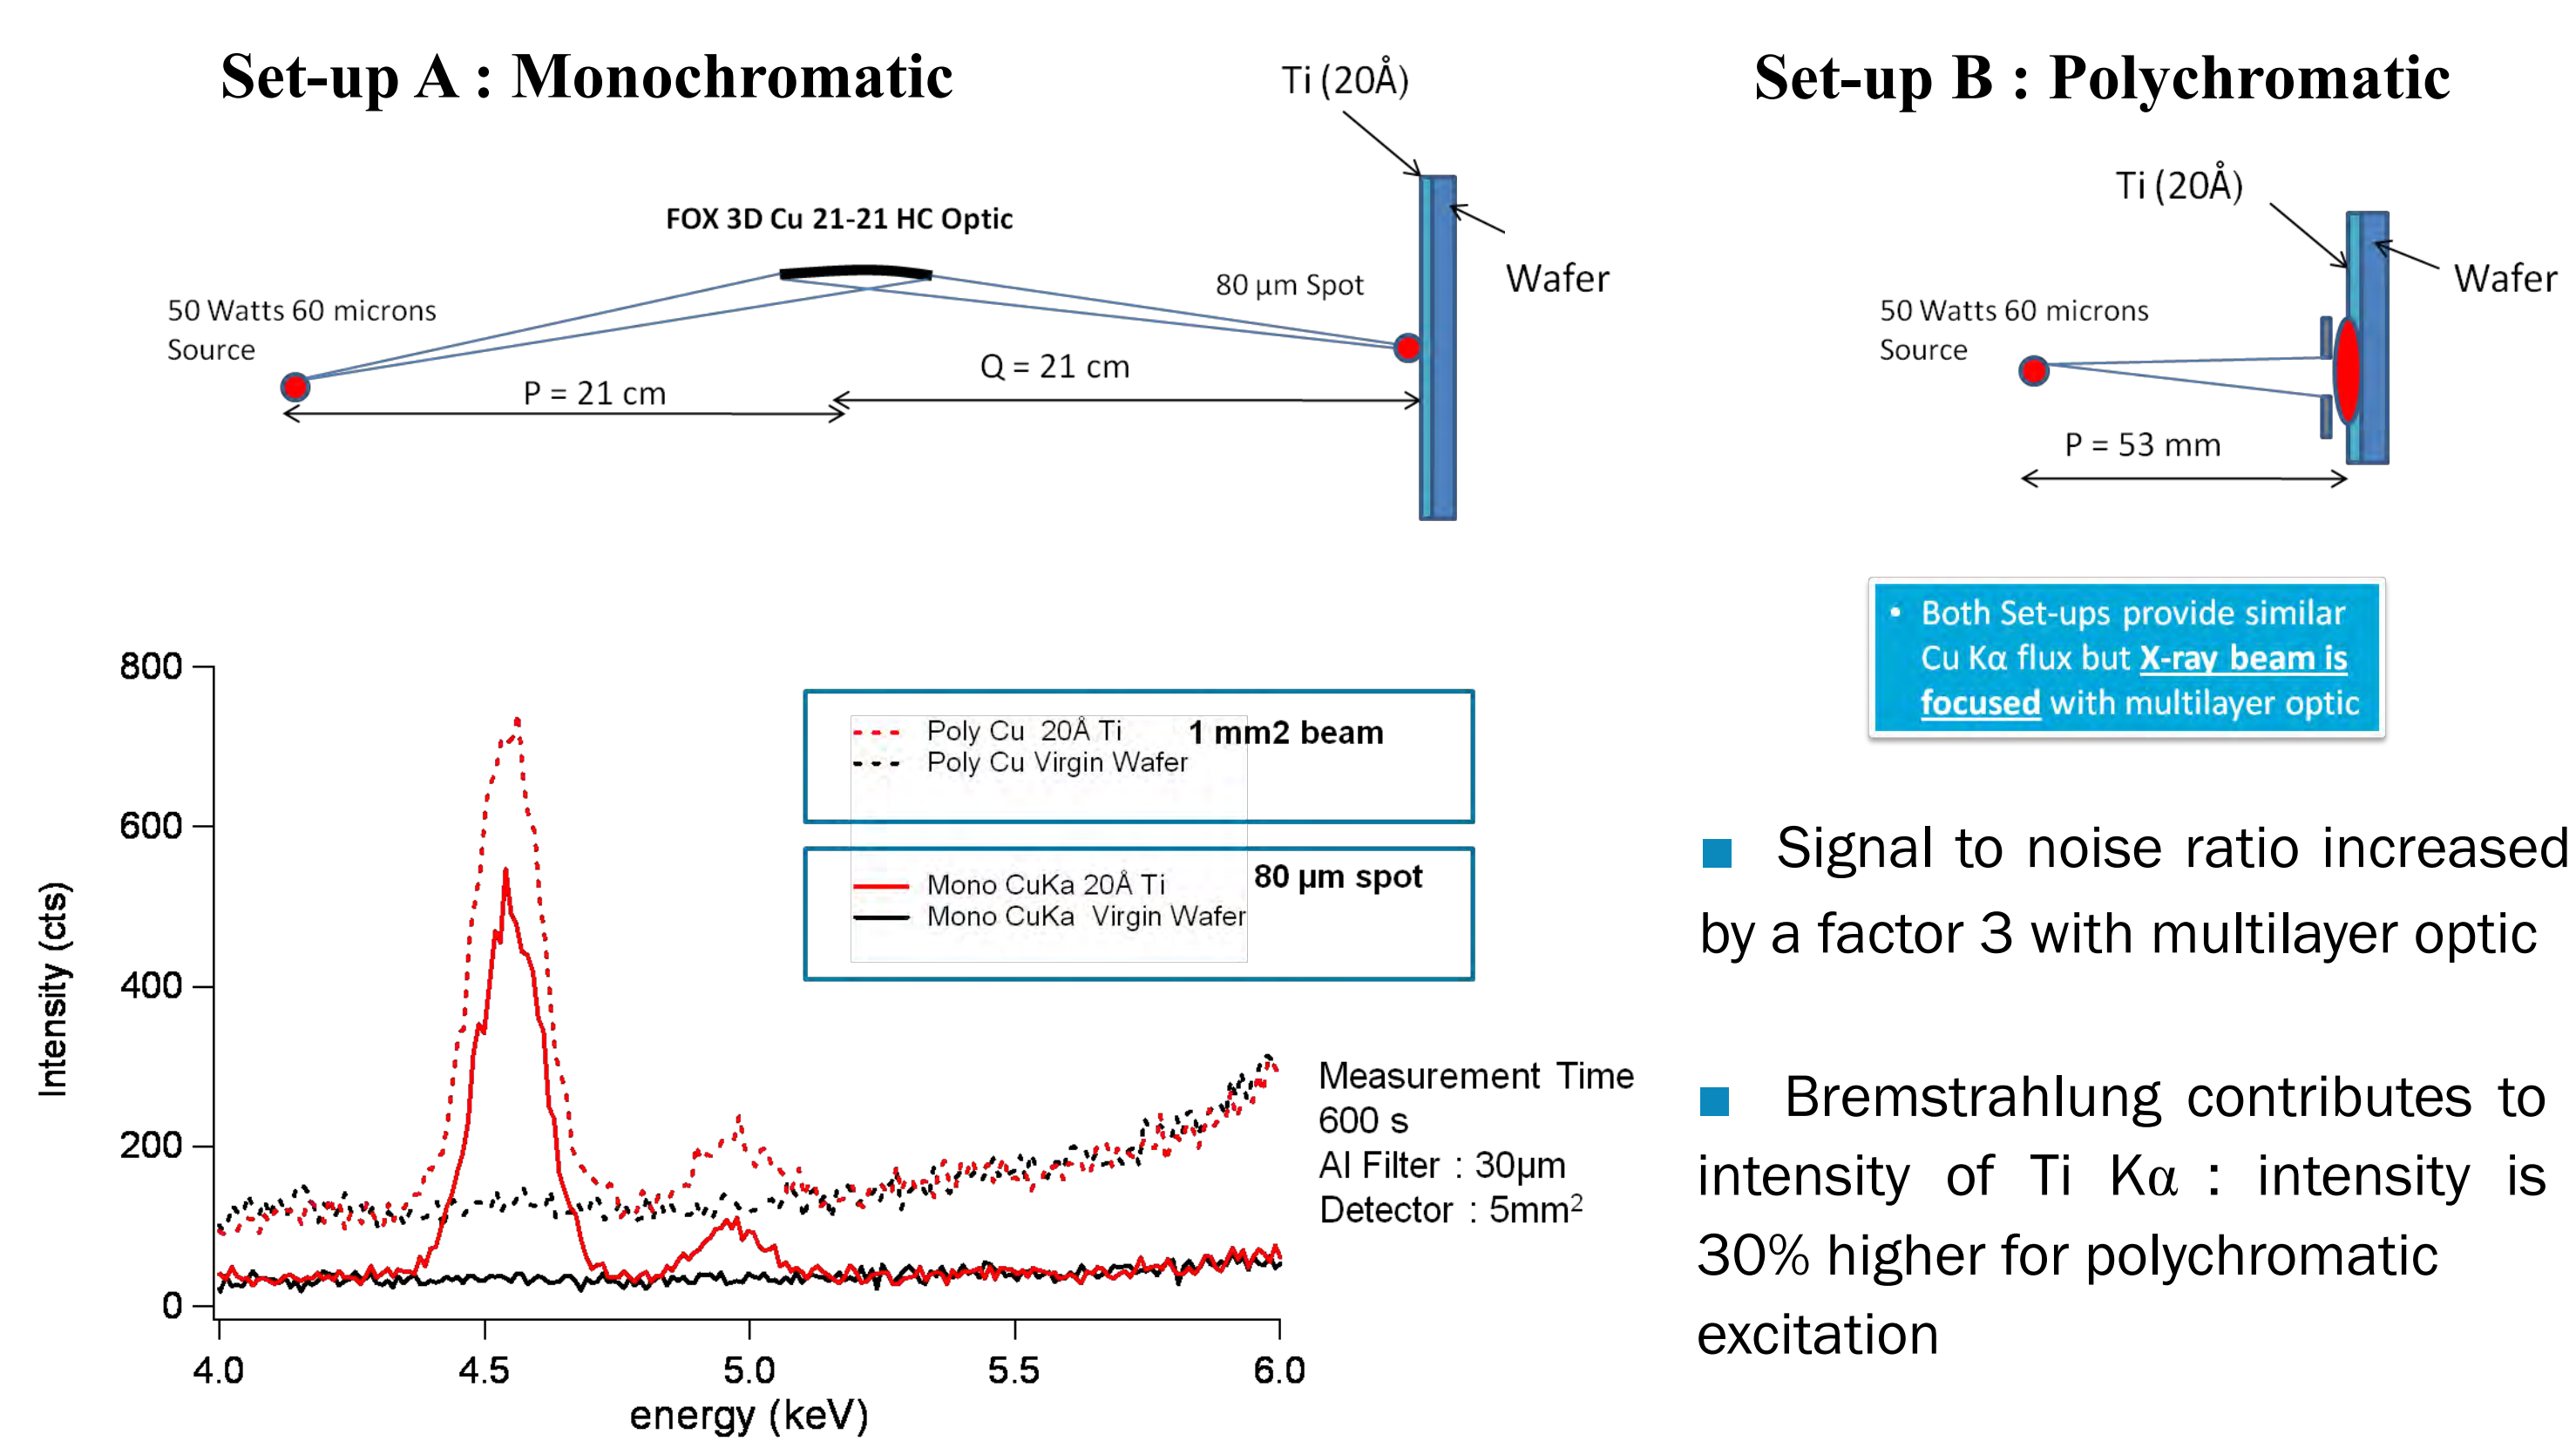 Set-up A : Monochromatic
Ti (20Å)
FOX 3D Cu 21-21 HC Optic
80 µm Spot
Wafer
50 Watts 60 microns
Source
P = 21 cm
Q = 21 cm
Set-up B : Polychromatic
Ti (20Å)
Wafer
50 Watts 60 microns
Source
P = 53 mm
• Both Set-ups provide similar
Cu Kα flux but X-ray beam is
focused with multilayer optic
800
600
400
200
0
Intensity (cts)
4.0
4.5
5.0
5.5
6.0
energy (keV)
Poly Cu 20Å Ti
1 mm2 beam
Poly Cu Virgin Wafer
Mono CuKa 20Å Ti
80 µm spot
Mono CuKa Virgin Wafer
Measurement Time
600 s
Al Filter : 30µm
Detector : 5mm²
■ Signal to noise ratio increased
by a factor 3 with multilayer optic
■ Bremstrahlung contributes to
intensity of Ti Kα : intensity is
30% higher for polychromatic
excitation